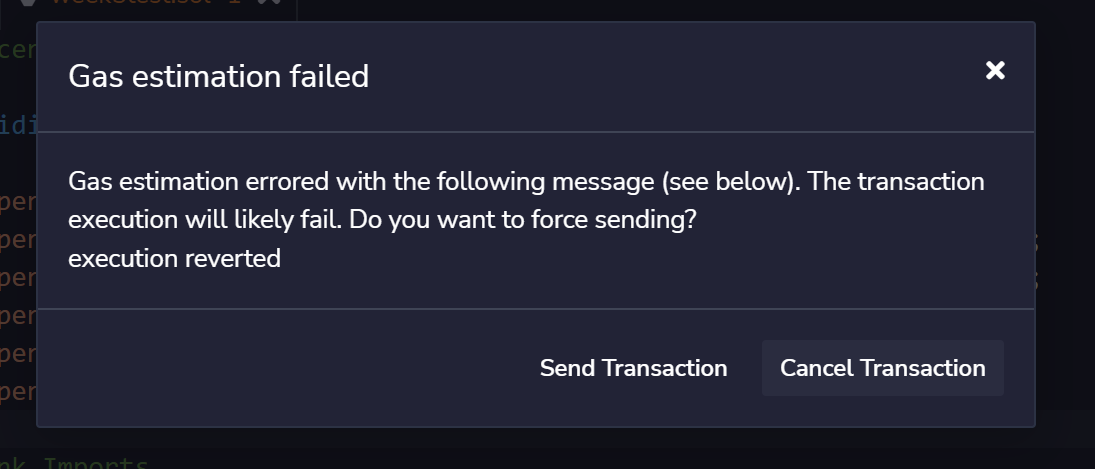 Gas estimation failed
Gas estimation errored with the following message (see below). The transaction
execution will likely fail. Do you want to force sending?
execution reverted
Send Transaction
Cancel Transaction
Imports